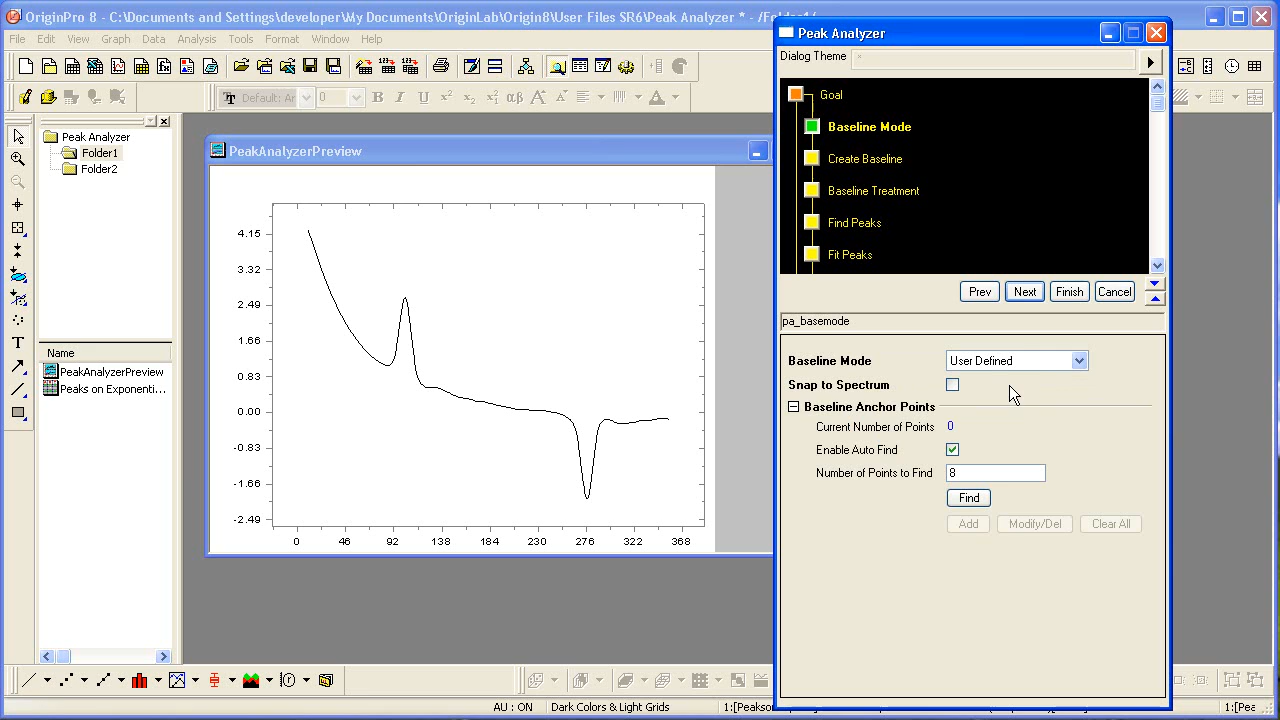 OriginPro 8 - C:\Documents and Settings\developer\My Documents\OriginLab\Origin8\User Files SR6\Peak Analyzer * - /Folder1/
File Edit View Graph Data Analysis Tools Format Window Help
Default: Ar 0 B I U
Peak Analyzer
Folder1
Folder
Name
PeakAnalyzerPreview
Peaks on Exponenti...
PeakAnalyzerPreview
4.15
3.32
2.49
1.66
0.83
0.00
-0.83
-1.66
-2.49
0 46 92 138 184 230 276 322 368
Peak Analyzer
Dialog Theme *
Goal
Baseline Mode
Create Baseline
Baseline Treatment
Find Peaks
Fit Peaks
Prev Next Finish Cancel
pa_basemode
Baseline Mode User Defined
Snap to Spectrum
Baseline Anchor Points
Current Number of Points 0
Enable Auto Find
Number of Points to Find 8
Find
Add Modify/Del Clear All
AU : ON Dark Colors & Light Grids